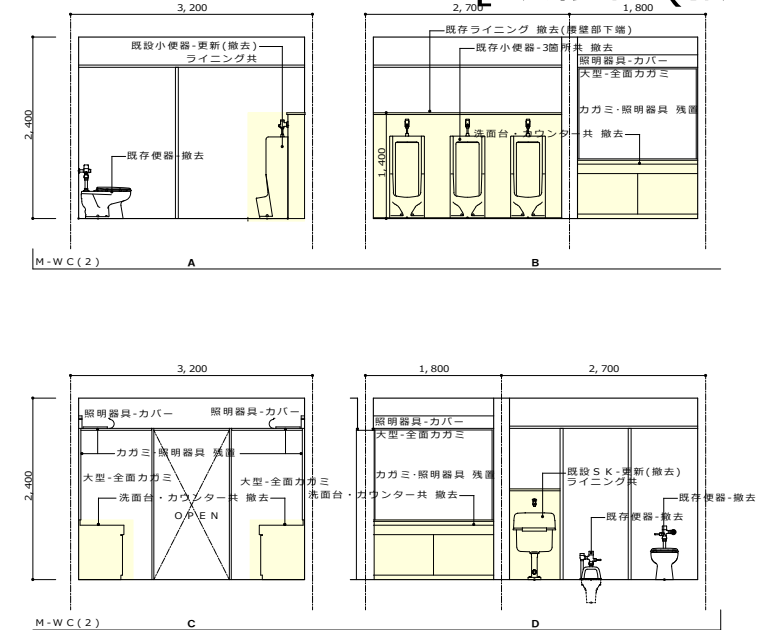 3,200
2,700
1,800
既設小便器-更新(撤去)
ライニング共
既存便器-撤去
2,400
既存ライニング 撤去(腰壁部下端)
既存小便器-3箇所共 撤去
照明器具-カバー
大型-全面カガミ
カガミ・照明器具 残置
洗面台・カウンター共 撤去
1,400
M-WC(2)
A
B
3,200
1,800
2,700
照明器具-カバー
照明器具-カバー
カガミ・照明器具 残置
大型-全面カガミ
大型-全面カガミ
洗面台・カウンター共 撤去
OPEN
2,400
照明器具-カバー
大型-全面カガミ
カガミ・照明器具 残置
洗面台・カウンター共 撤去
既設SK-更新(撤去)
ライニング共
既存便器-撤去
既存便器-撤去
M-WC(2)
C
D